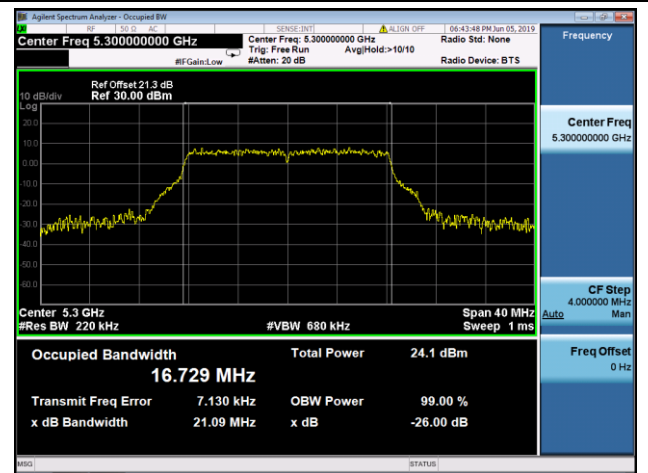 Agilent Spectrum Analyzer - Occupied BW
RF 50 Ω AC SENSE:INT ALIGN OFF 06:43:48 PM Jun 05, 2019
Center Freq 5.300000000 GHz
#IFGain:Low
Center Freq: 5.300000000 GHz
Trig: Free Run Avg|Hold:>10/10
#Atten: 20 dB
Radio Std: None
Radio Device: BTS
Ref Offset 21.3 dB
10 dB/div Ref 30.00 dBm
Log
20.0
10.0
0.00
-10.0
-20.0
-30.0
-40.0
-50.0
-60.0
Center 5.3 GHz Span 40 MHz
#Res BW 220 kHz #VBW 680 kHz Sweep 1 ms
Occupied Bandwidth Total Power 24.1 dBm
16.729 MHz
Transmit Freq Error 7.130 kHz OBW Power 99.00 %
x dB Bandwidth 21.09 MHz x dB -26.00 dB
MSG STATUS
Frequency
Center Freq
5.300000000 GHz
CF Step
4.000000 MHz
Auto Man
Freq Offset
0 Hz